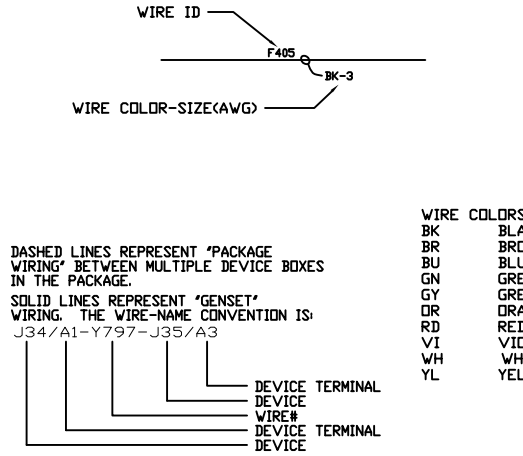 WIRE ID
F405
BK-3
WIRE COLOR-SIZE(AWG)
DASHED LINES REPRESENT "PACKAGE
WIRING" BETWEEN MULTIPLE DEVICE BOXES
IN THE PACKAGE.
SOLID LINES REPRESENT "GENSET"
WIRING. THE WIRE-NAME CONVENTION IS:
J34/A1-Y797-J35/A3
DEVICE TERMINAL
DEVICE
WIRE#
DEVICE TERMINAL
DEVICE
WIRE COLORS
BK
BR
BU
GN
GY
OR
RD
VI
WH WH
YL